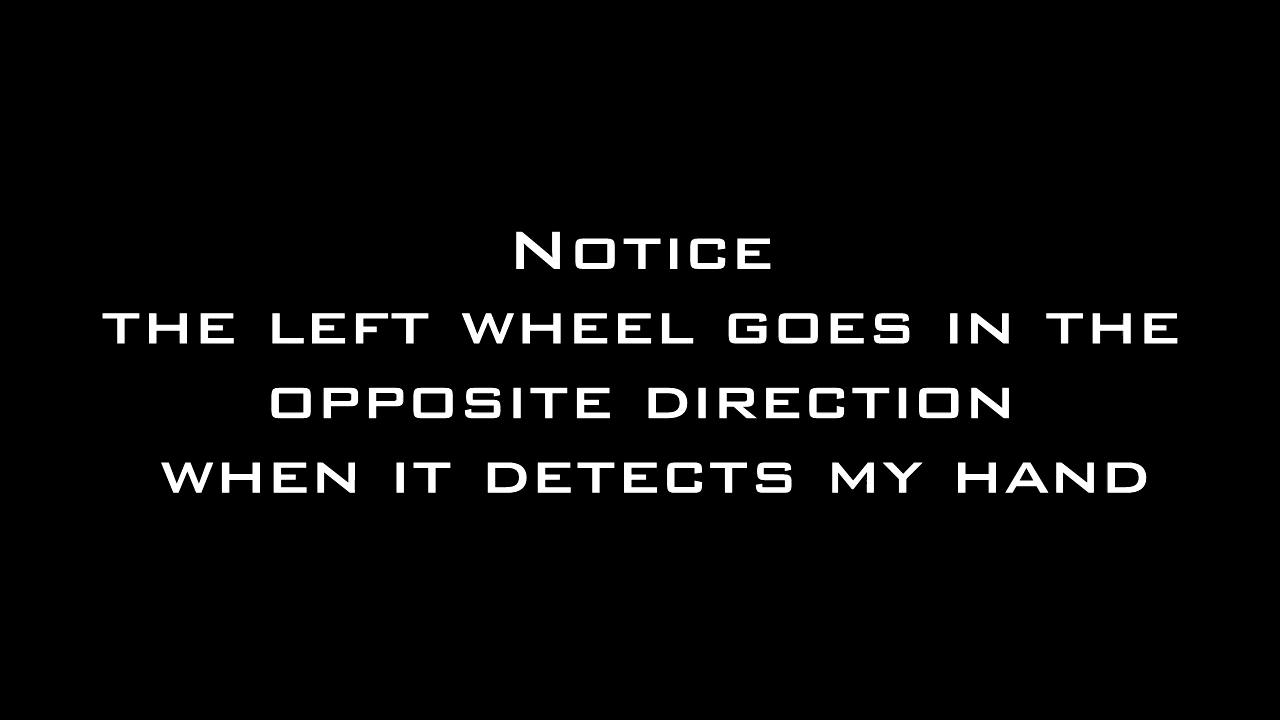 Notice
the left wheel goes in the
opposite direction
when it detects my hand